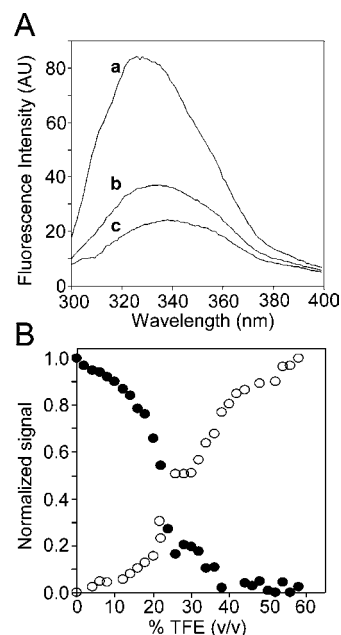 A
Fluorescence Intensity (AU)
80
60
40
20
0
a
b
c
300 320 340 360 380 400
Wavelength (nm)
B
Normalized signal
1.0
0.8
0.6
0.4
0.2
0.0
0 10 20 30 40 50 60
% TFE (v/v)